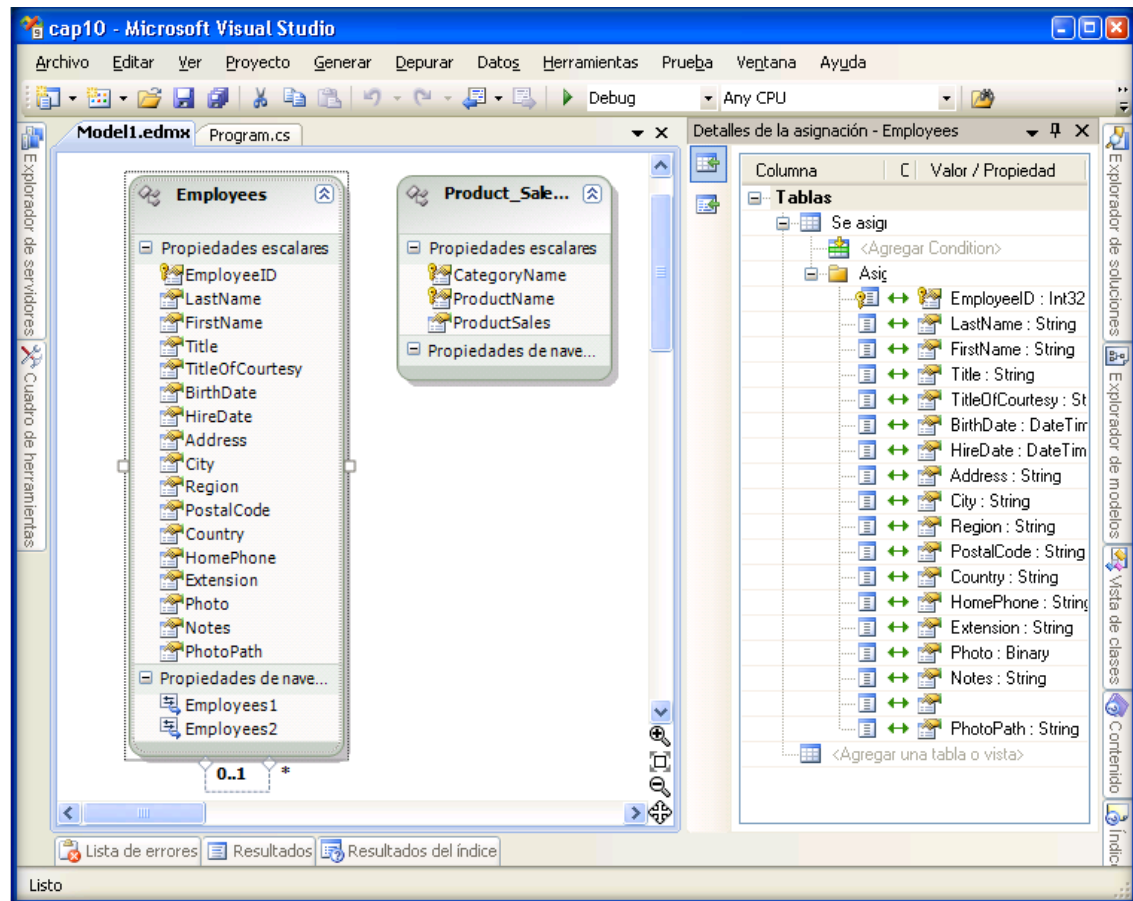 cap10 - Microsoft Visual Studio
Archivo Editar Ver Proyecto Generar Depurar Datos Herramientas Prueba Ventana Ayuda
Debug Any CPU
Model1.edmx Program.cs
Employees
Propiedades escalares
EmployeeID
LastName
FirstName
Title
TitleOfCourtesy
BirthDate
HireDate
Address
City
Region
PostalCode
Country
HomePhone
Extension
Photo
Notes
PhotoPath
Propiedades de nave...
Employees1
Employees2
0..1 *
Product_Sale...
Propiedades escalares
CategoryName
ProductName
ProductSales
Propiedades de nave...
Detalles de la asignación - Employees
Columna C Valor / Propiedad
Tablas
Se asigı
<Agregar Condition>
Asig
EmployeeID : Int32
LastName : String
FirstName : String
Title : String
TitleOfCourtesy : St
BirthDate : DateTim
HireDate : DateTim
Address : String
City : String
Region : String
PostalCode : String
Country : String
HomePhone : String
Extension : String
Photo : Binary
Notes : String
PhotoPath : String
<Agregar una tabla o vista>
Explorador de servidores
Cuadro de herramientas
Explorador de soluciones
Explorador de modelos
Vista de clases
Contenido
Índice
Lista de errores Resultados Resultados del índice
Listo